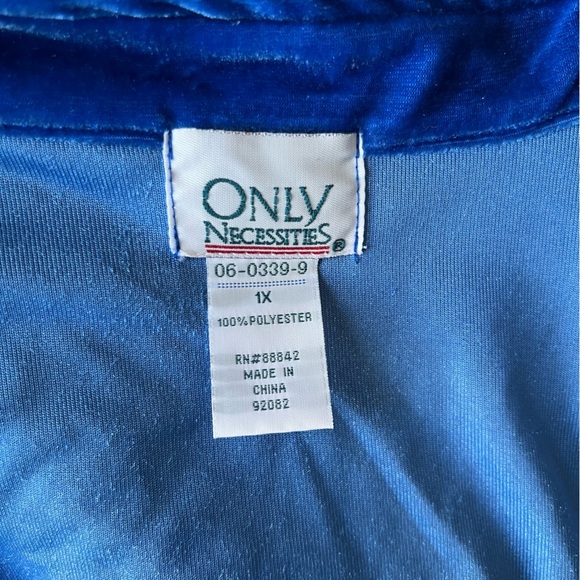 ONLY
NECESSITIES®
06-0339-9
1X
100%POLYESTER
RN#88842
MADE IN
CHINA
92082